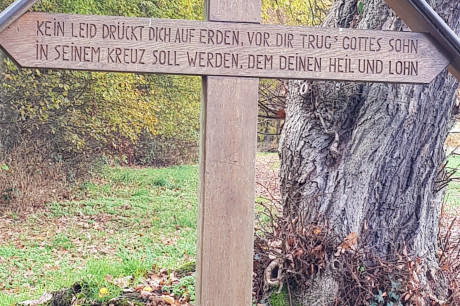 KEIN LEID DRÜCKT DICH AUF ERDEN, VOR DIR TRUG' GOTTES SOHN
IN SEINEM KREUZ SOLL WERDEN, DEM DEINEN HEIL UND LOHN